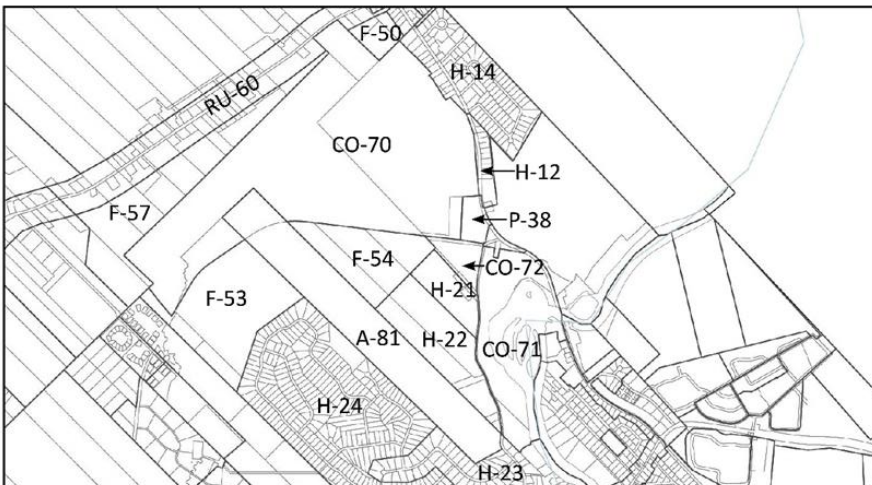 F-50
H-14
RU-60
CO-70
H-12
F-57
P-38
F-54
CO-72
H-21
F-53
A-81
H-22
CO-71
H-24
H-23